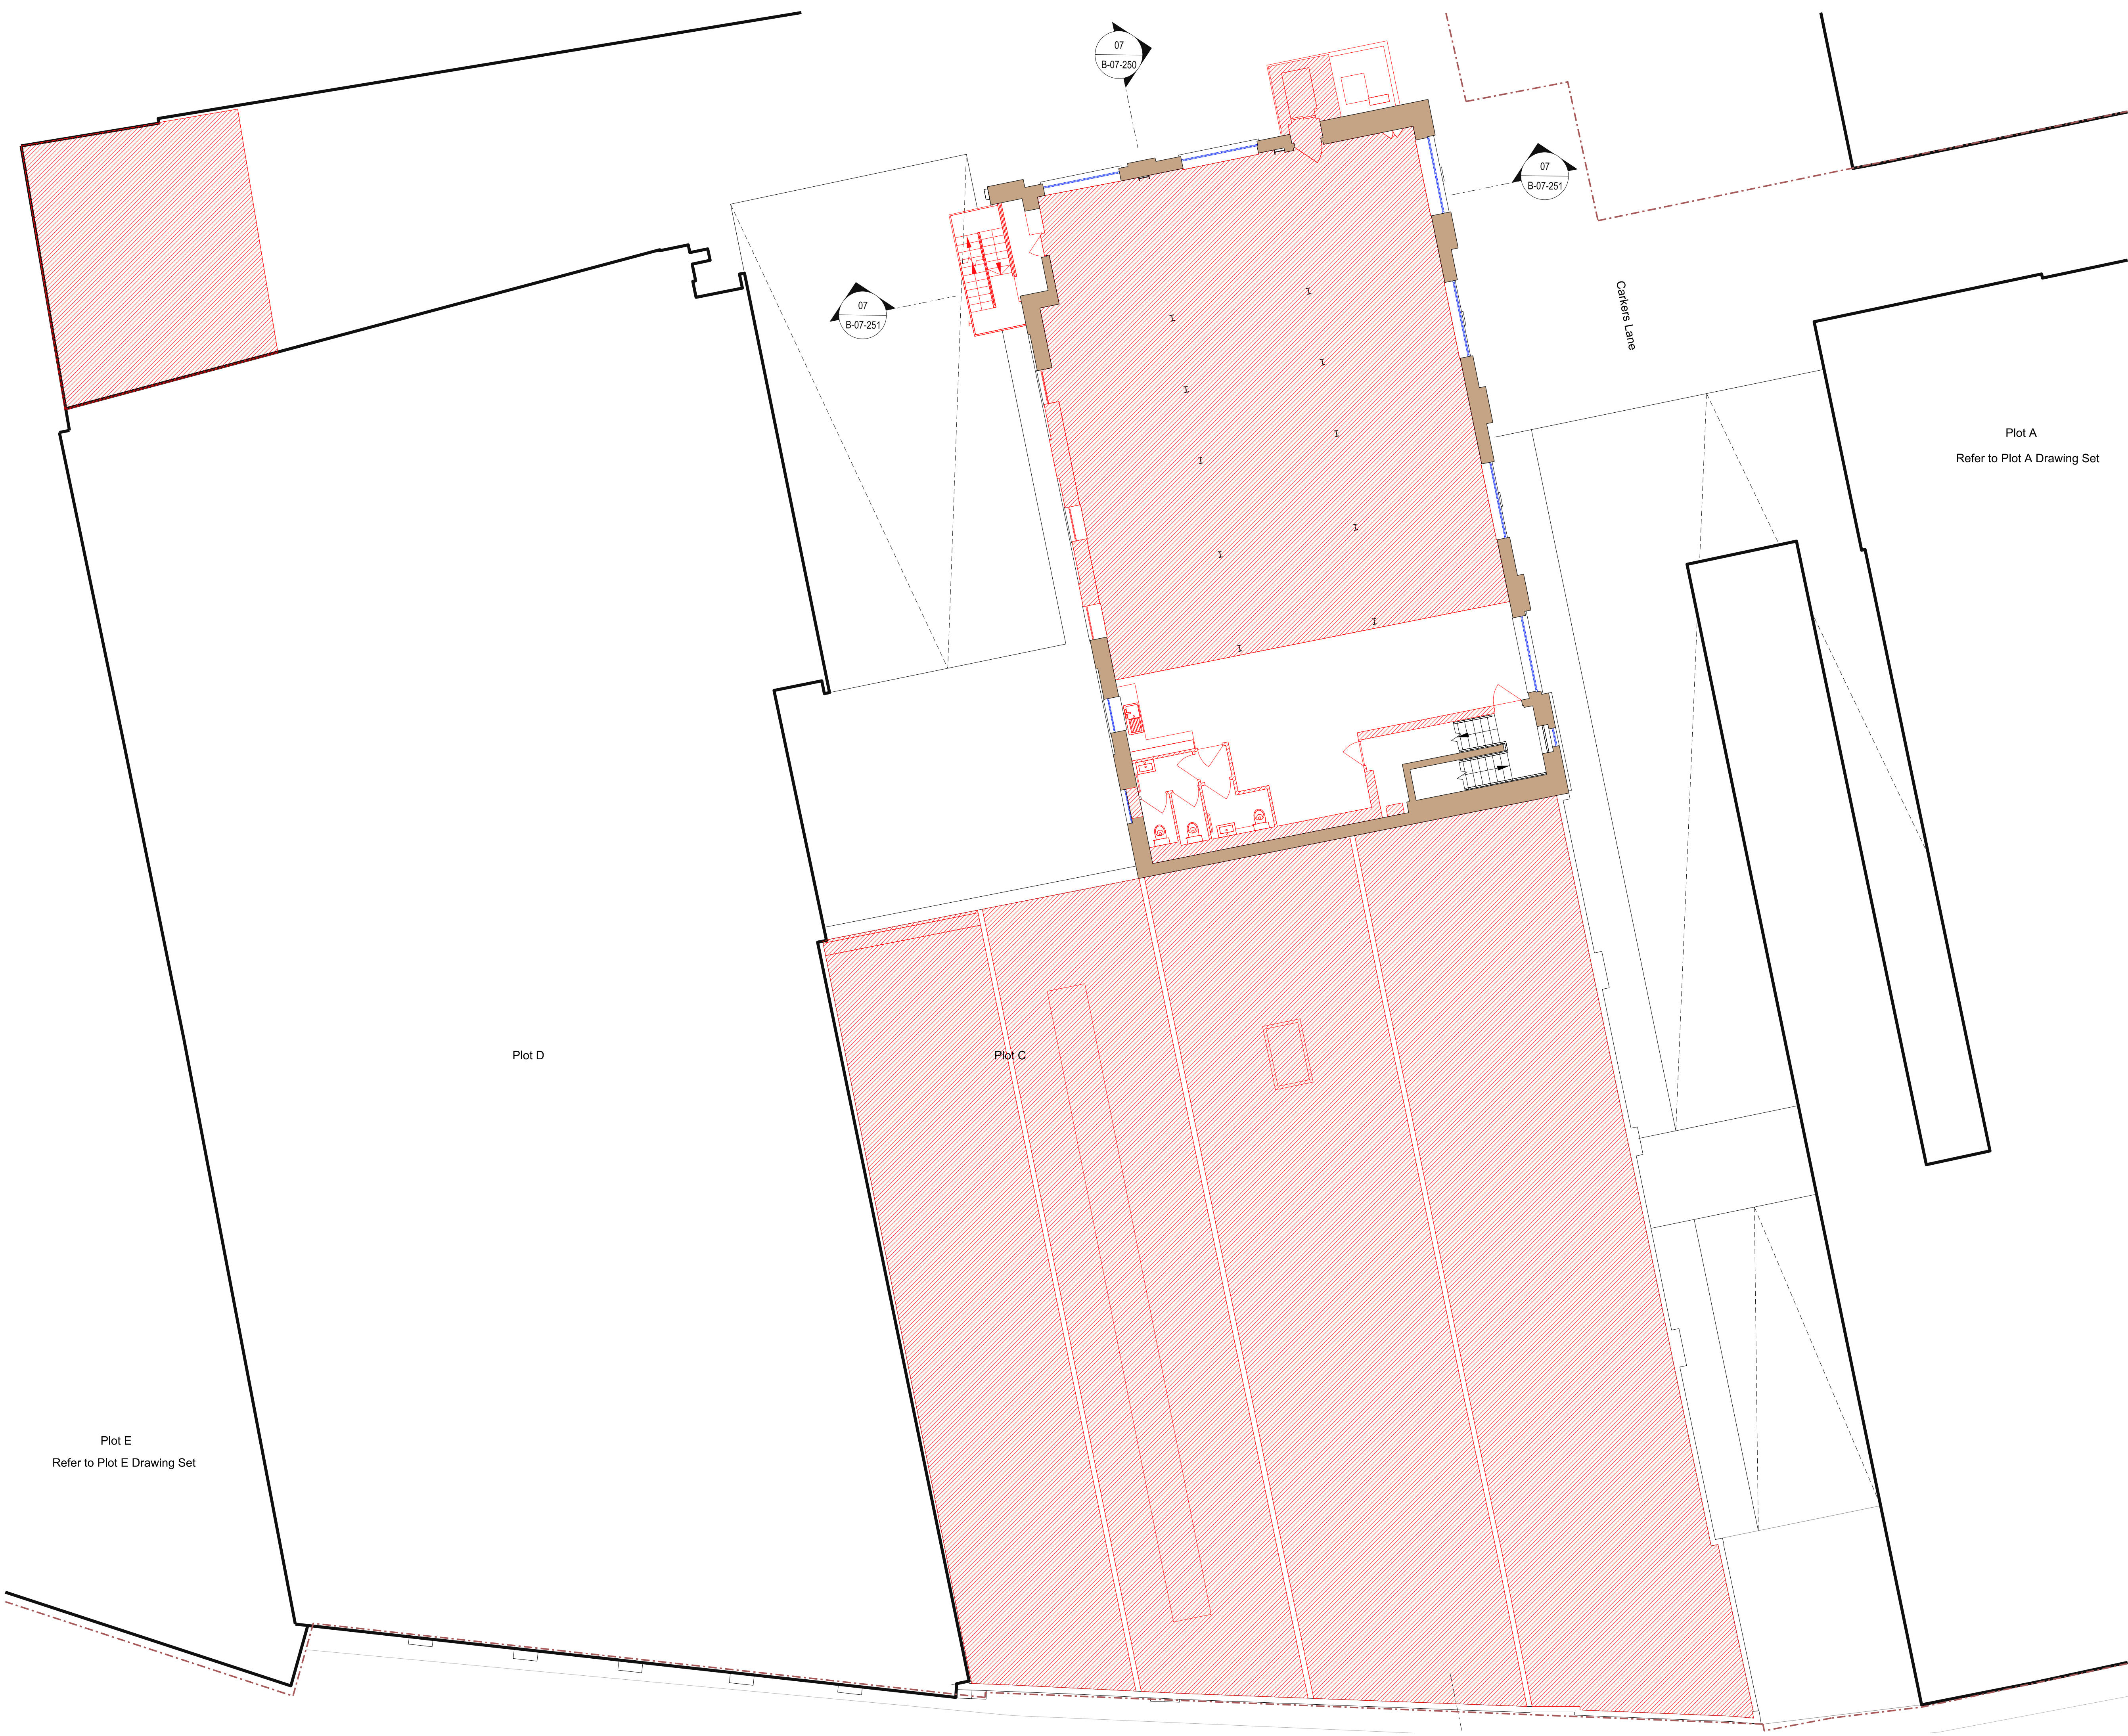 07
B-07-250
07
B-07-251
07
B-07-251
Carkers Lane
Plot A
Refer to Plot A Drawing Set
Plot D
Plot C
Plot E
Refer to Plot E Drawing Set